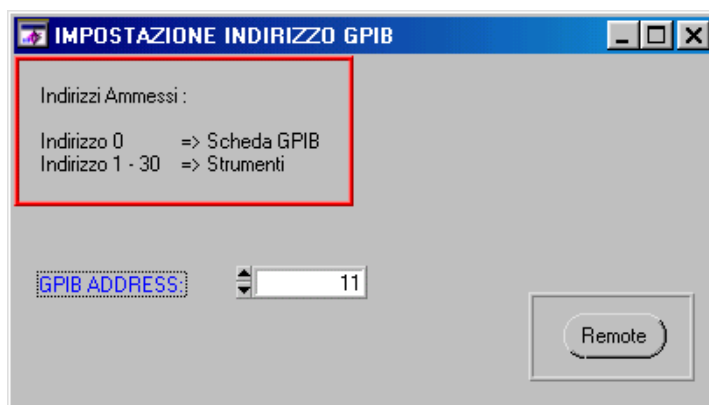 IMPOSTAZIONE INDIRIZZO GPIB
Indirizzi Ammessi :
Indirizzo 0 => Scheda GPIB
Indirizzo 1 - 30 => Strumenti
GPIB ADDRESS: 11
Remote